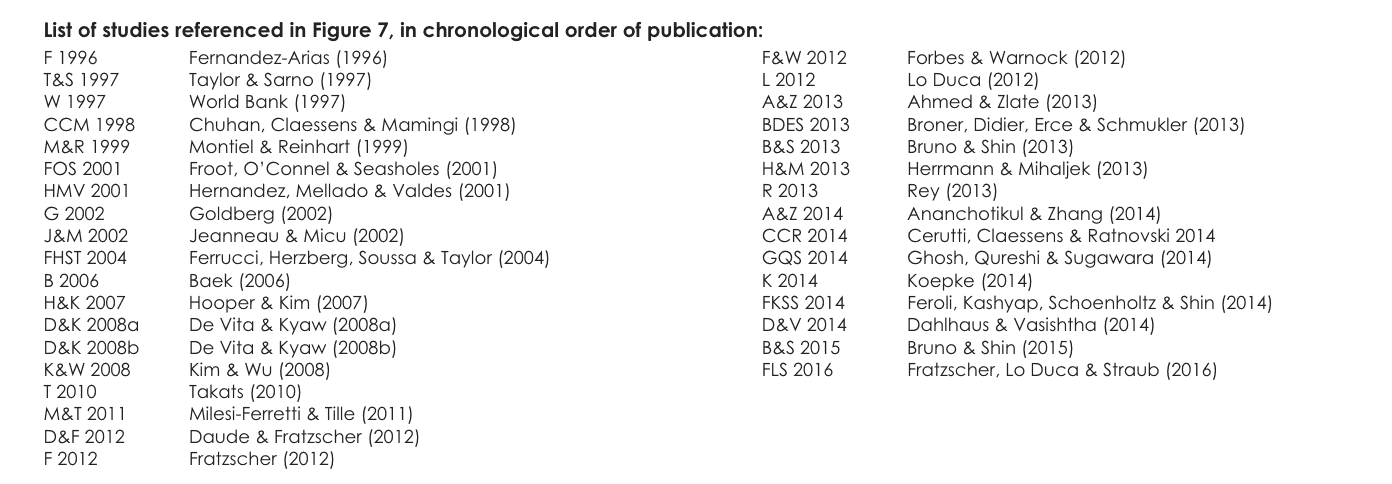 List of studies referenced in Figure 7, in chronological order of publication:
F 1996 Fernandez-Arias (1996)
T&S 1997 Taylor & Sarno (1997)
W 1997 World Bank (1997)
CCM 1998 Chuhan, Claessens & Mamingi (1998)
M&R 1999 Montiel & Reinhart (1999)
FOS 2001 Froot, O’Connel & Seasholes (2001)
HMV 2001 Hernandez, Mellado & Valdes (2001)
G 2002 Goldberg (2002)
J&M 2002 Jeanneau & Micu (2002)
FHST 2004 Ferrucci, Herzberg, Soussa & Taylor (2004)
B 2006 Baek (2006)
H&K 2007 Hooper & Kim (2007)
D&K 2008a De Vita & Kyaw (2008a)
D&K 2008b De Vita & Kyaw (2008b)
K&W 2008 Kim & Wu (2008)
T 2010 Takats (2010)
M&T 2011 Milesi-Ferretti & Tille (2011)
D&F 2012 Daude & Fratzscher (2012)
F 2012 Fratzscher (2012)
F&W 2012 Forbes & Warnock (2012)
L 2012 Lo Duca (2012)
A&Z 2013 Ahmed & Zlate (2013)
BDES 2013 Broner, Didier, Erce & Schmukler (2013)
B&S 2013 Bruno & Shin (2013)
H&M 2013 Herrmann & Mihaljek (2013)
R 2013 Rey (2013)
A&Z 2014 Ananchotikul & Zhang (2014)
CCR 2014 Cerutti, Claessens & Ratnovski 2014
GQS 2014 Ghosh, Qureshi & Sugawara (2014)
K 2014 Koepke (2014)
FKSS 2014 Feroli, Kashyap, Schoenholtz & Shin (2014)
D&V 2014 Dahlhaus & Vasishtha (2014)
B&S 2015 Bruno & Shin (2015)
FLS 2016 Fratzscher, Lo Duca & Straub (2016)